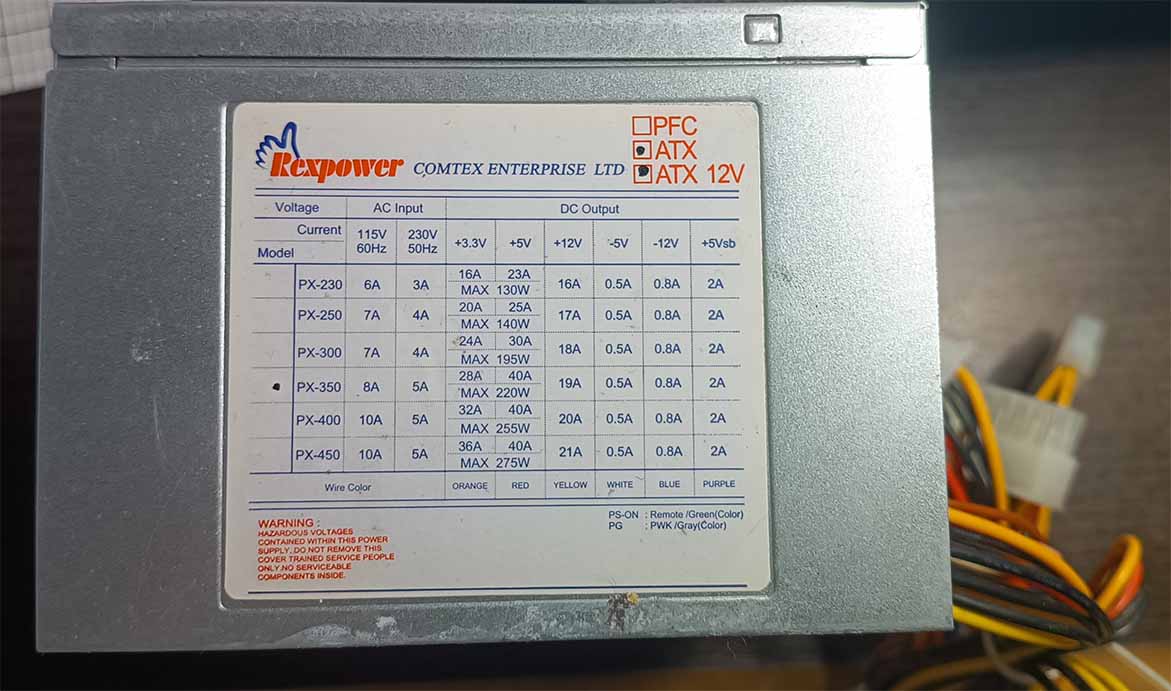 PFC
ATX
ATX 12V
Rexpower COMTEX ENTERPRISE LTD
Voltage AC Input DC Output
Current 115V 60Hz 230V 50Hz +3.3V +5V +12V -5V -12V +5Vsb
Model
PX-230 6A 3A 16A 23A 16A 0.5A 0.8A 2A
MAX 130W
PX-250 7A 4A 20A 25A 17A 0.5A 0.8A 2A
MAX 140W
PX-300 7A 4A 24A 30A 18A 0.5A 0.8A 2A
MAX 195W
PX-350 8A 5A 28A 40A 19A 0.5A 0.8A 2A
MAX 220W
PX-400 10A 5A 32A 40A 20A 0.5A 0.8A 2A
MAX 255W
PX-450 10A 5A 36A 40A 21A 0.5A 0.8A 2A
MAX 275W
Wire Color ORANGE RED YELLOW WHITE BLUE PURPLE
PS-ON : Remote /Green(Color)
PG : PWK /Gray(Color)
WARNING :
HAZARDOUS VOLTAGES
CONTAINED WITHIN THIS POWER
SUPPLY. DO NOT REMOVE THIS
COVER TRAINED SERVICE PEOPLE
ONLY.NO SERVICEABLE
COMPONENTS INSIDE.